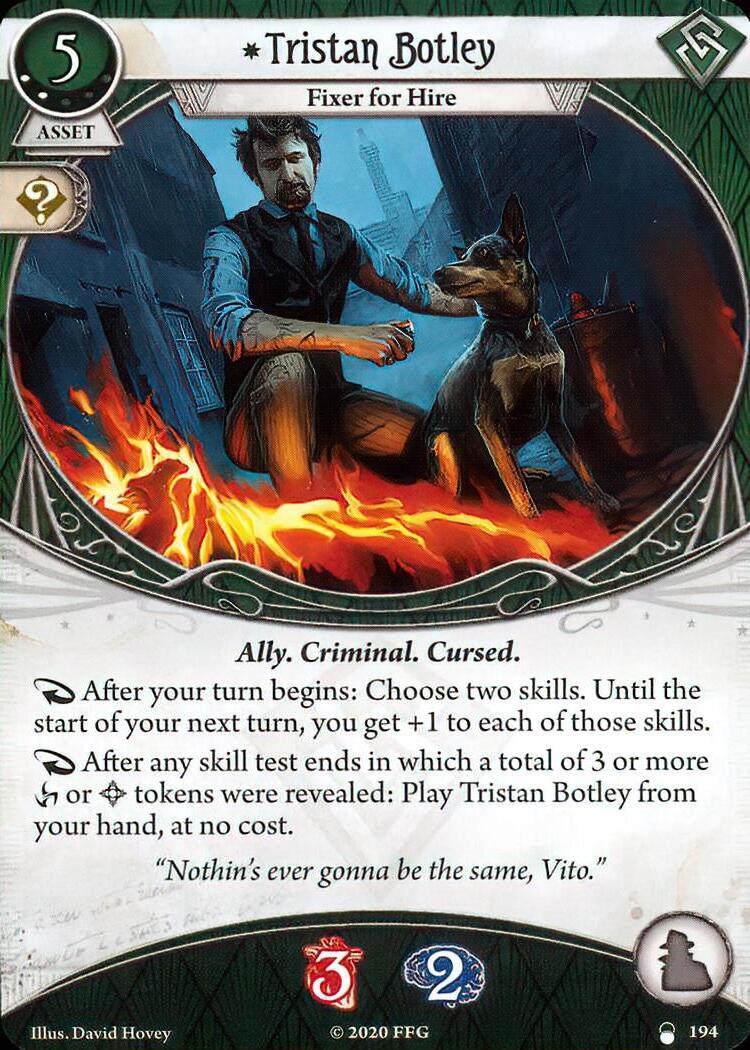 5
Tristan Botley
Fixer for Hire
ASSET
?
Ally. Criminal. Cursed.
After your turn begins: Choose two skills. Until the
start of your next turn, you get +1 to each of those skills.
After any skill test ends in which a total of 3 or more
or tokens were revealed: Play Tristan Botley from
your hand, at no cost.
“Nothin’s ever gonna be the same, Vito.”
3
2
Illus. David Hovey
© 2020 FFG
194